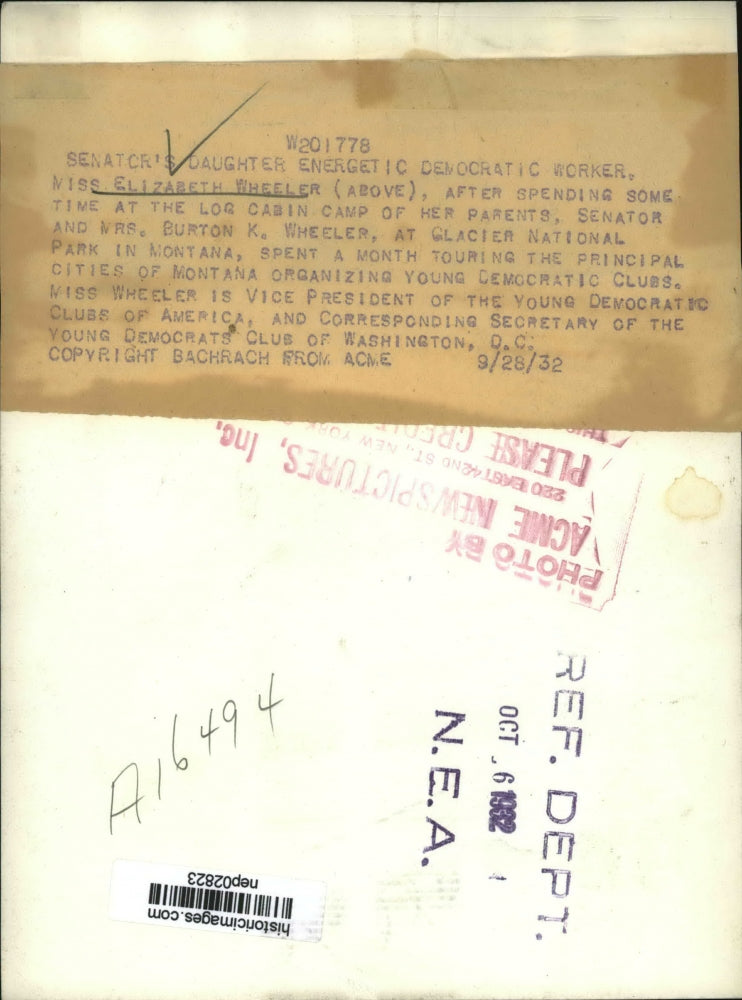 W201778
SENATOR'S DAUGHTER ENERGETIC DEMOCRATIC WORKER.
MISS ELIZABETH WHEELER (ABOVE), AFTER SPENDING SOME
TIME AT THE LOG CABIN CAMP OF HER PARENTS, SENATOR
AND MRS. BURTON K. WHEELER, AT GLACIER NATIONAL
PARK IN MONTANA, SPENT A MONTH TOURING THE PRINCIPAL
CITIES OF MONTANA ORGANIZING YOUNG DEMOCRATIC CLUBS.
MISS WHEELER IS VICE PRESIDENT OF THE YOUNG DEMOCRATIC
CLUBS OF AMERICA, AND CORRESPONDING SECRETARY OF THE
YOUNG DEMOCRATS CLUB OF WASHINGTON, D.C.
COPYRIGHT BACHRACH FROM ACME 9/28/32
PHOTO BY
ACME NEWSPICTURES, Inc.
220 EAST 42ND ST., NEW YORK
PLEASE CREDIT
REF. DEPT.
OCT. 6 1932
N.E.A.
A16494
historicimages.com
nep02823